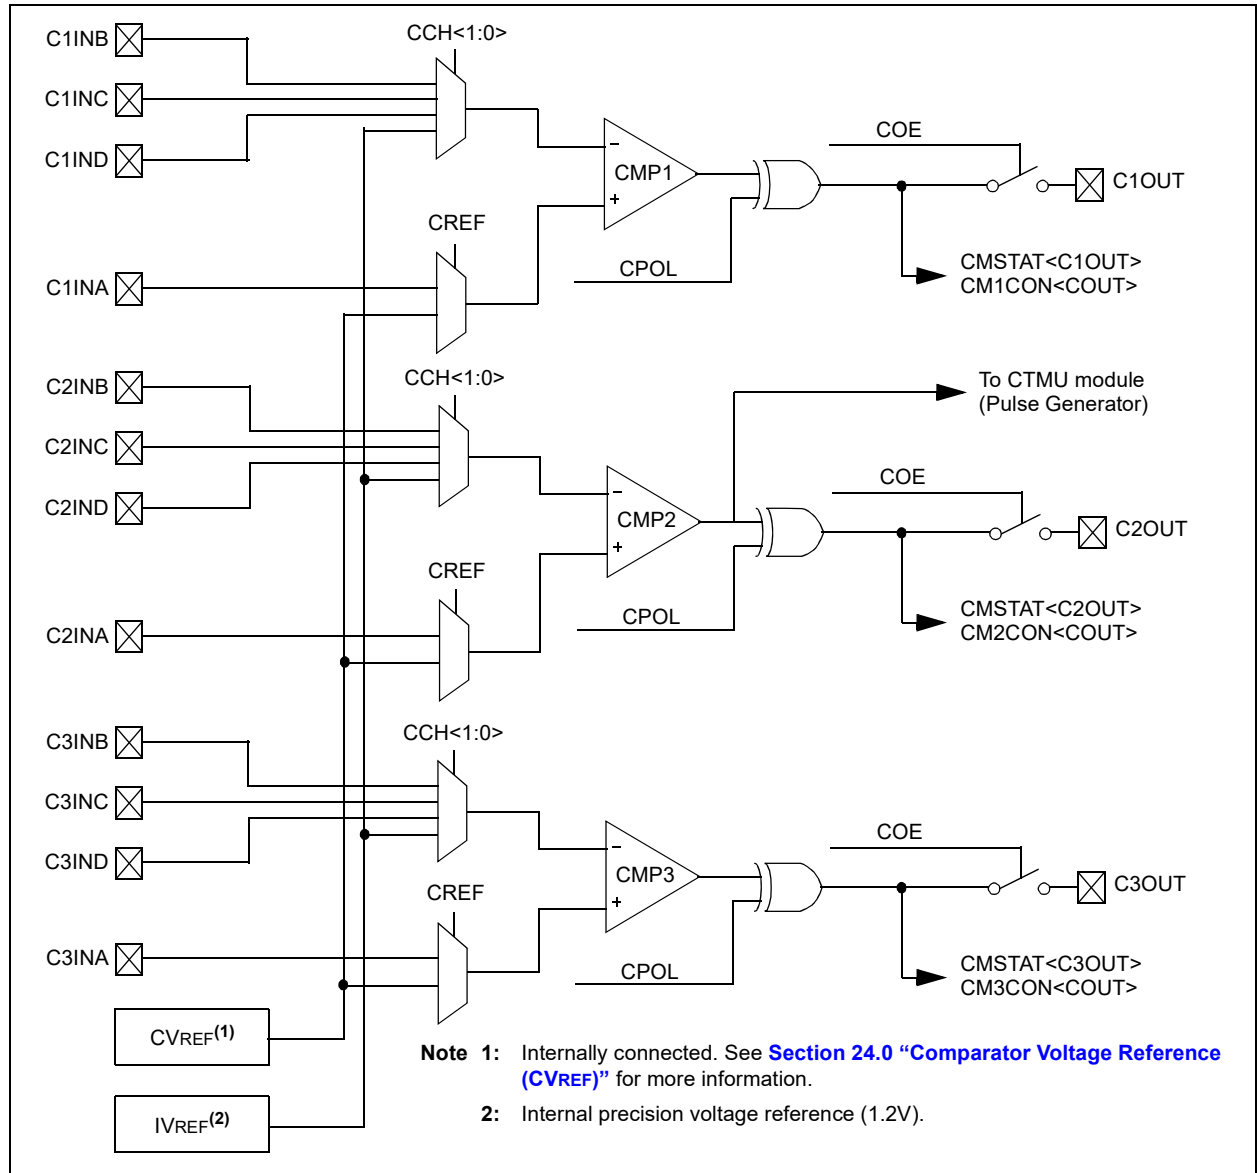 C1INB
CCH<1:0>
C1INC
C1IND
COE
CMP1
-
+
C1OUT
CREF
CPOL
CMSTAT<C1OUT>
CM1CON<COUT>
C1INA
CCH<1:0>
C2INB
To CTMU module
(Pulse Generator)
C2INC
C2IND
COE
CMP2
-
+
C2OUT
CREF
CPOL
CMSTAT<C2OUT>
CM2CON<COUT>
C2INA
CCH<1:0>
C3INB
C3INC
C3IND
COE
CMP3
-
+
C3OUT
CREF
C3INA
CPOL
CMSTAT<C3OUT>
CM3CON<COUT>
CVREF(1)
IVREF(2)
Note 1: Internally connected. See Section 24.0 “Comparator Voltage Reference
(CVREF)” for more information.
2: Internal precision voltage reference (1.2V).